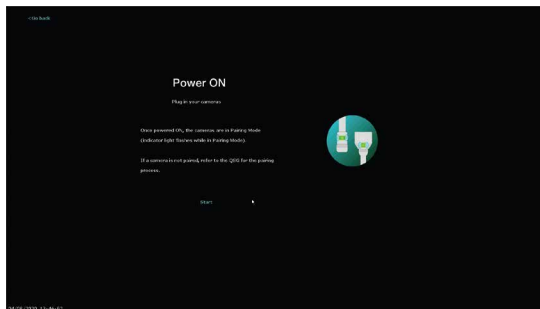 Go back
Power ON
Plug in your cameras
Once powered ON, the cameras are in Pairing Mode
(indicator light flashes while in Pairing Mode)
If a camera is not paired, refer to the QSG for the pairing
process.
Start